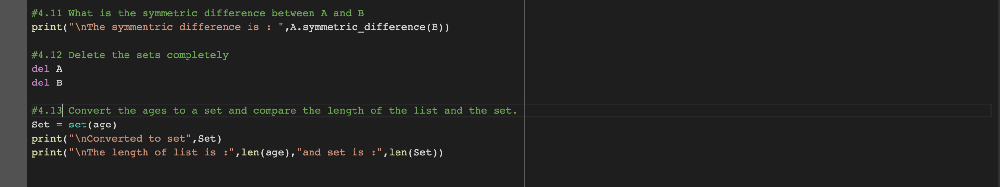 #4.11 What is the symmetric difference between A and B
print("\nThe symmentric difference is : ",A.symmetric_difference(B))
#4.12 Delete the sets completely
del A
del B
#4.13 Convert the ages to a set and compare the length of the list and the set.
Set = set(age)
print("\nConverted to set",Set)
print("\nThe length of list is :",len(age),"and set is :",len(Set))